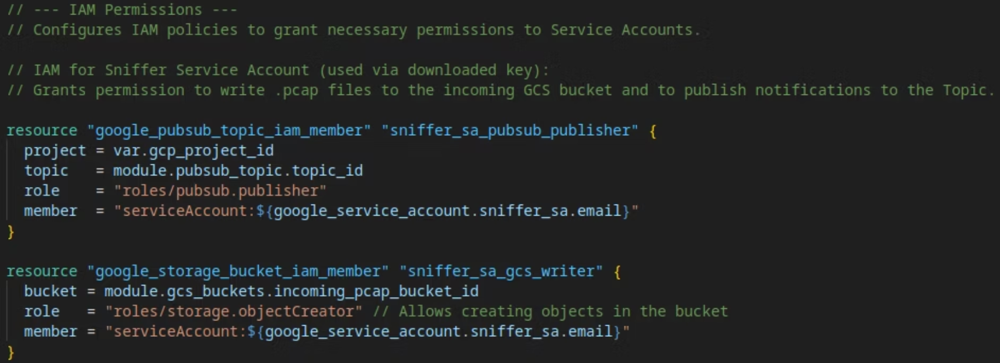 // --- IAM Permissions ---
// Configures IAM policies to grant necessary permissions to Service Accounts.
// IAM for Sniffer Service Account (used via downloaded key):
// Grants permission to write .pcap files to the incoming GCS bucket and to publish notifications to the Topic.
resource "google_pubsub_topic_iam_member" "sniffer_sa_pubsub_publisher" {
  project = var.gcp_project_id
  topic   = module.pubsub_topic.topic_id
  role    = "roles/pubsub.publisher"
  member  = "serviceAccount:${google_service_account.sniffer_sa.email}"
}
resource "google_storage_bucket_iam_member" "sniffer_sa_gcs_writer" {
  bucket = module.gcs_buckets.incoming_pcap_bucket_id
  role   = "roles/storage.objectCreator" // Allows creating objects in the bucket
  member = "serviceAccount:${google_service_account.sniffer_sa.email}"
}